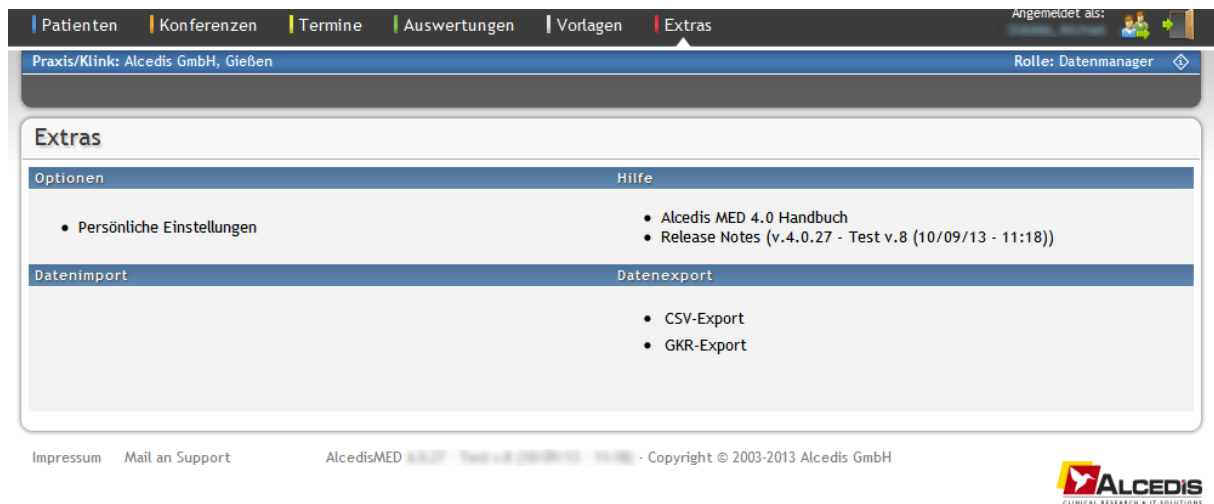 Patienten Konferenzen Termine Auswertungen Vorlagen Extras Angemeldet als:
Praxis/Klink: Alcedis GmbH, Gießen Rolle: Datenmanager
Extras
Optionen Hilfe
Persönliche Einstellungen
• Alcedis MED 4.0 Handbuch
• Release Notes (v.4.0.27 - Test v.8 (10/09/13 - 11:18))
Datenimport Datenexport
• CSV-Export
• GKR-Export
Impressum Mail an Support AlcedisMED - Copyright © 2003-2013 Alcedis GmbH
ALCEDIS
CLINICAL RESEARCH & IT SOLUTIONS